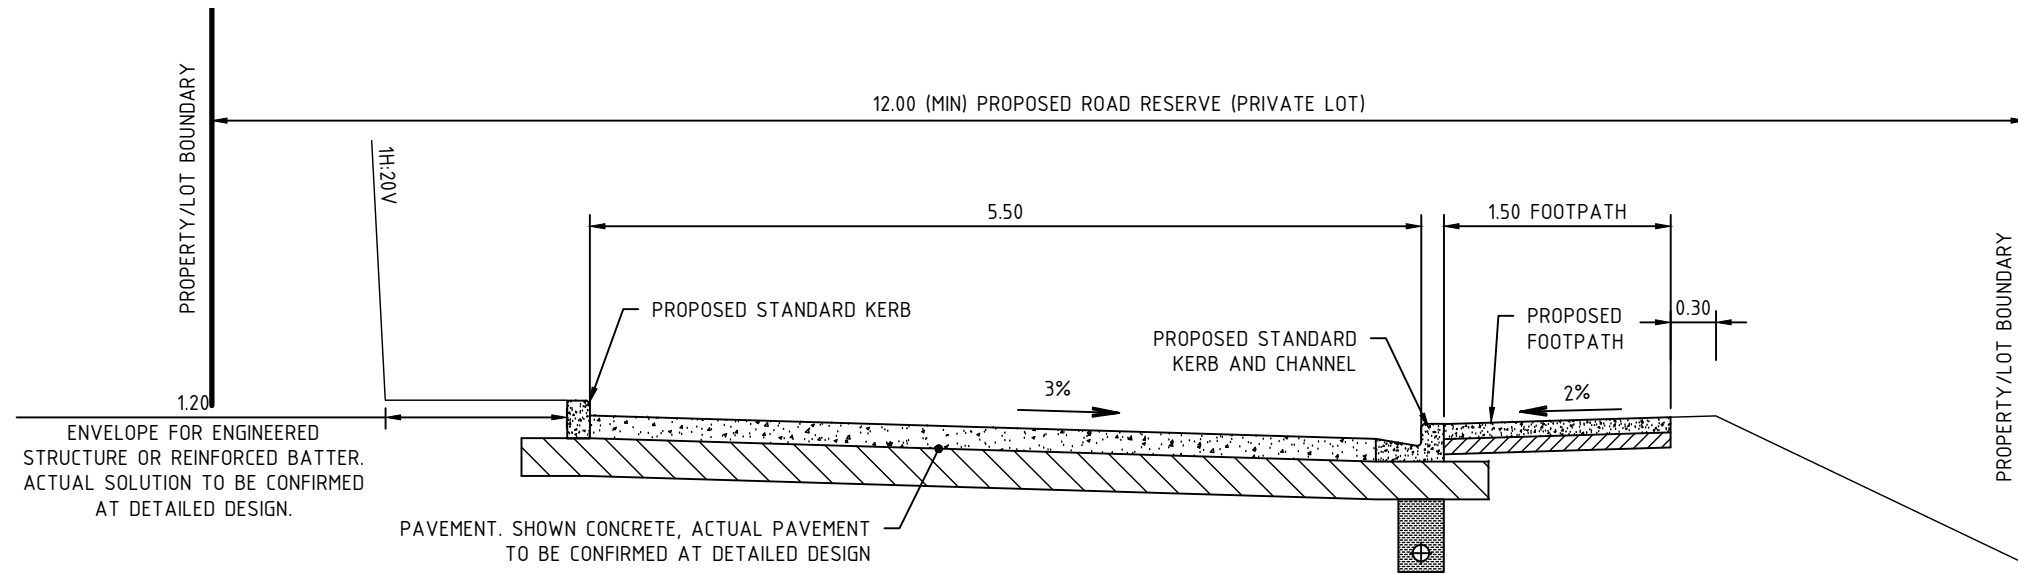 12.00 (MIN) PROPOSED ROAD RESERVE (PRIVATE LOT)
PROPERTY/LOT BOUNDARY
1H:20V
5.50
1.50 FOOTPATH
PROPERTY/LOT BOUNDARY
PROPOSED STANDARD KERB
PROPOSED STANDARD
KERB AND CHANNEL
PROPOSED
FOOTPATH
0.30
3%
2%
1.20
ENVELOPE FOR ENGINEERED
STRUCTURE OR REINFORCED BATTER.
ACTUAL SOLUTION TO BE CONFIRMED
AT DETAILED DESIGN.
PAVEMENT. SHOWN CONCRETE, ACTUAL PAVEMENT
TO BE CONFIRMED AT DETAILED DESIGN